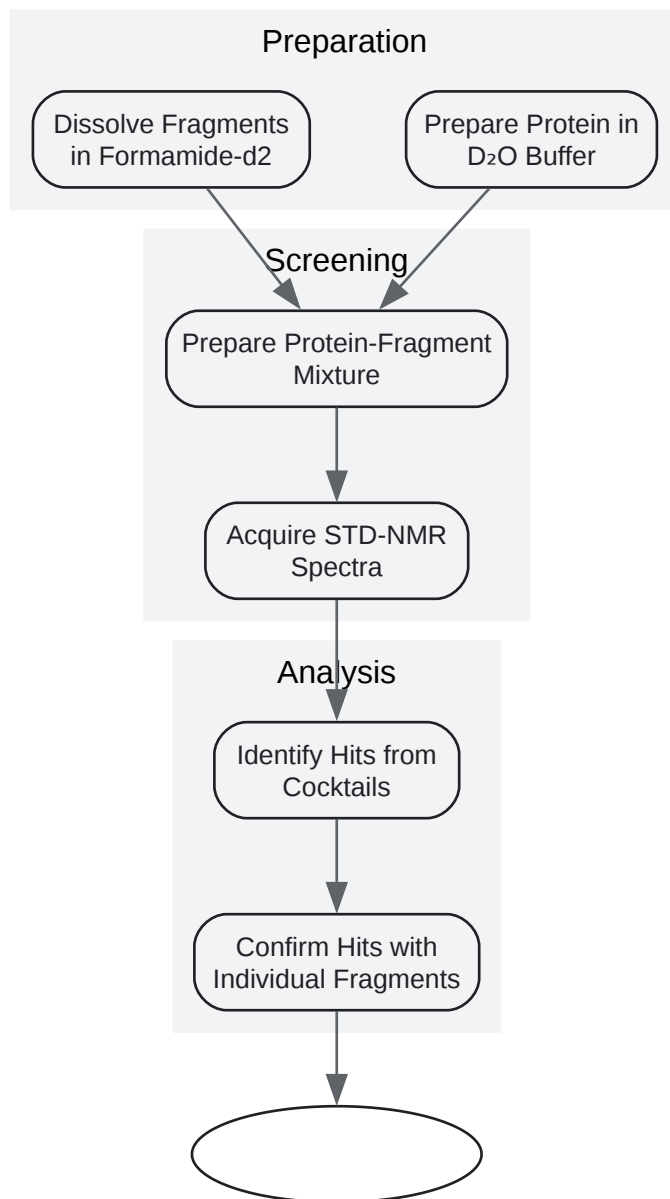 Preparation
Dissolve Fragments
in Formamide-d2
Prepare Protein in
D₂O Buffer
Screening
Prepare Protein-Fragment
Mixture
Acquire STD-NMR
Spectra
Analysis
Identify Hits from
Cocktails
Confirm Hits with
Individual Fragments